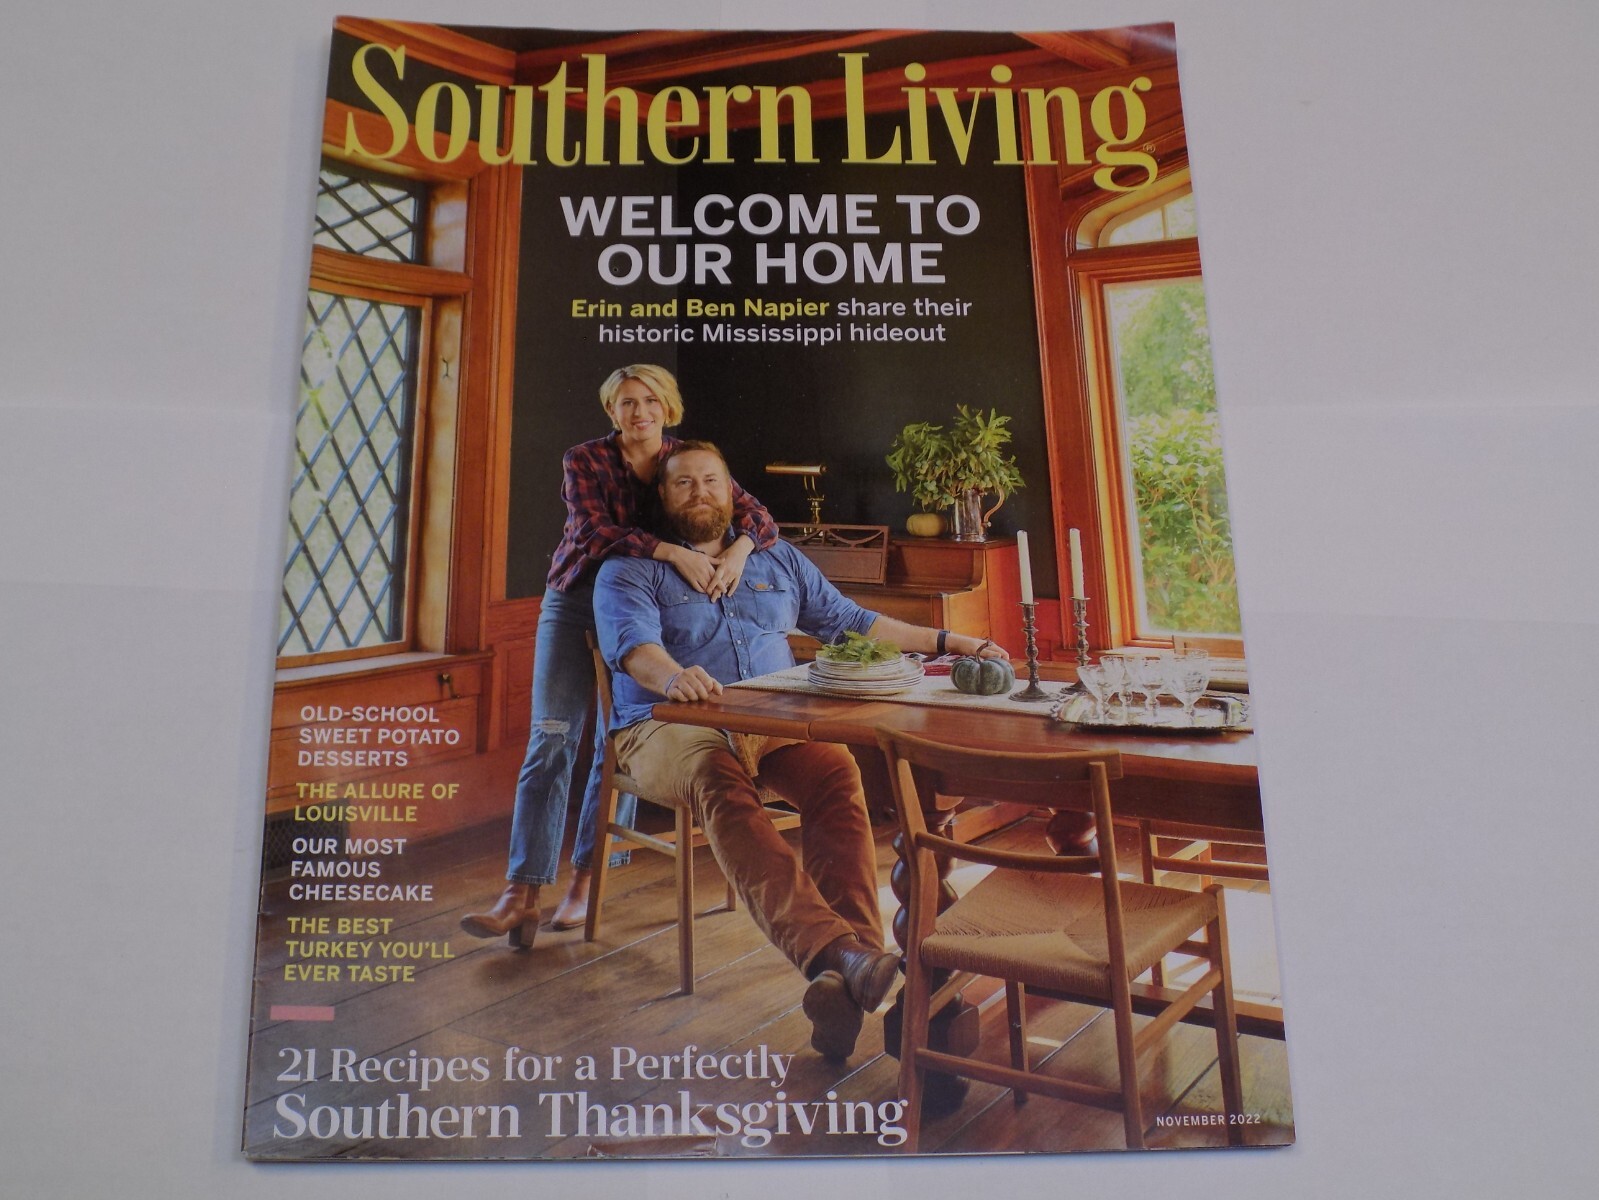 Southern Living
WELCOME TO
OUR HOME
Erin and Ben Napier share their
historic Mississippi hideout
OLD-SCHOOL
SWEET POTATO
DESSERTS
THE ALLURE OF
LOUISVILLE
OUR MOST
FAMOUS
CHEESECAKE
THE BEST
TURKEY YOU'LL
EVER TASTE
21 Recipes for a Perfectly
Southern Thanksgiving
NOVEMBER 2022